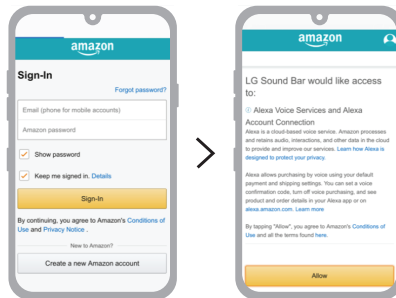 amazon
Sign-In
Forgot password?
Email (phone for mobile accounts)
Amazon password
Show password
Keep me signed in. Details
Sign-In
By continuing, you agree to Amazon's Conditions of
Use and Privacy Notice .
New to Amazon?
Create a new Amazon account
amazon
LG Sound Bar would like access
to:
Alexa Voice Services and Alexa
Account Connection
Alexa is a cloud-based voice service. Amazon processes
and retains audio, interactions, and other data in the cloud
to provide and improve our services. Learn how Alexa is
designed to protect your privacy.
Alexa allows purchasing by voice using your default
payment and shipping settings. You can set a voice
confirmation code, turn off voice purchasing, and see
product and order details in your Alexa app or on
alexa.amazon.com. Learn more
By tapping "Allow", you agree to Amazon's Conditions of
Use and all the terms found here.
Allow